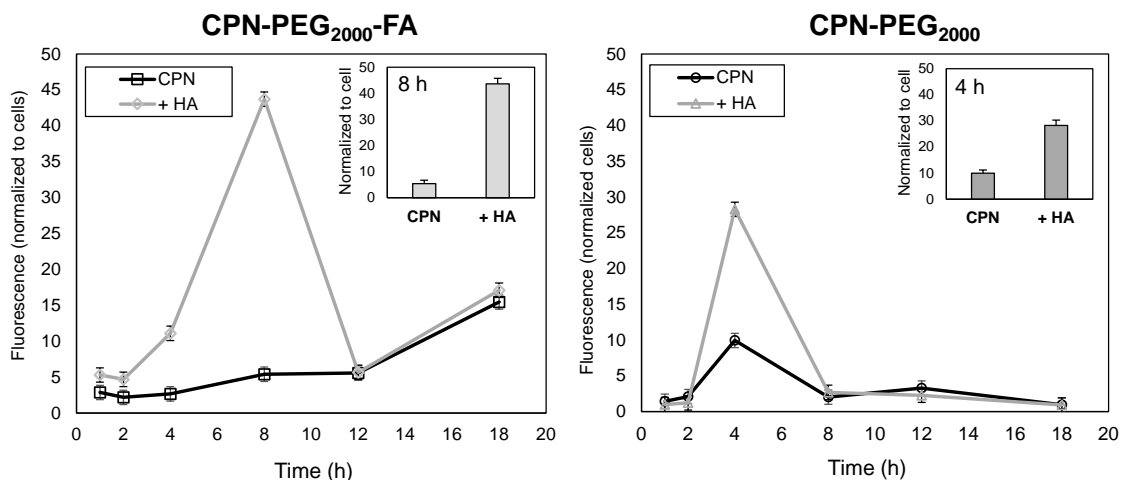 CPN-PEG2000-FA
50
45
40
35
30
25
20
15
10
5
0
Fluorescence (normalized to cells)
CPN
+ HA
8 h
50
40
30
20
10
0
Normalized to cell
CPN
+ HA
0 2 4 6 8 10 12 14 16 18 20
Time (h)
CPN-PEG2000
50
45
40
35
30
25
20
15
10
5
0
Fluorescence (normalized cells)
CPN
+ HA
4 h
50
40
30
20
10
0
Normalized to cell
CPN
+ HA
0 2 4 6 8 10 12 14 16 18 20
Time (h)